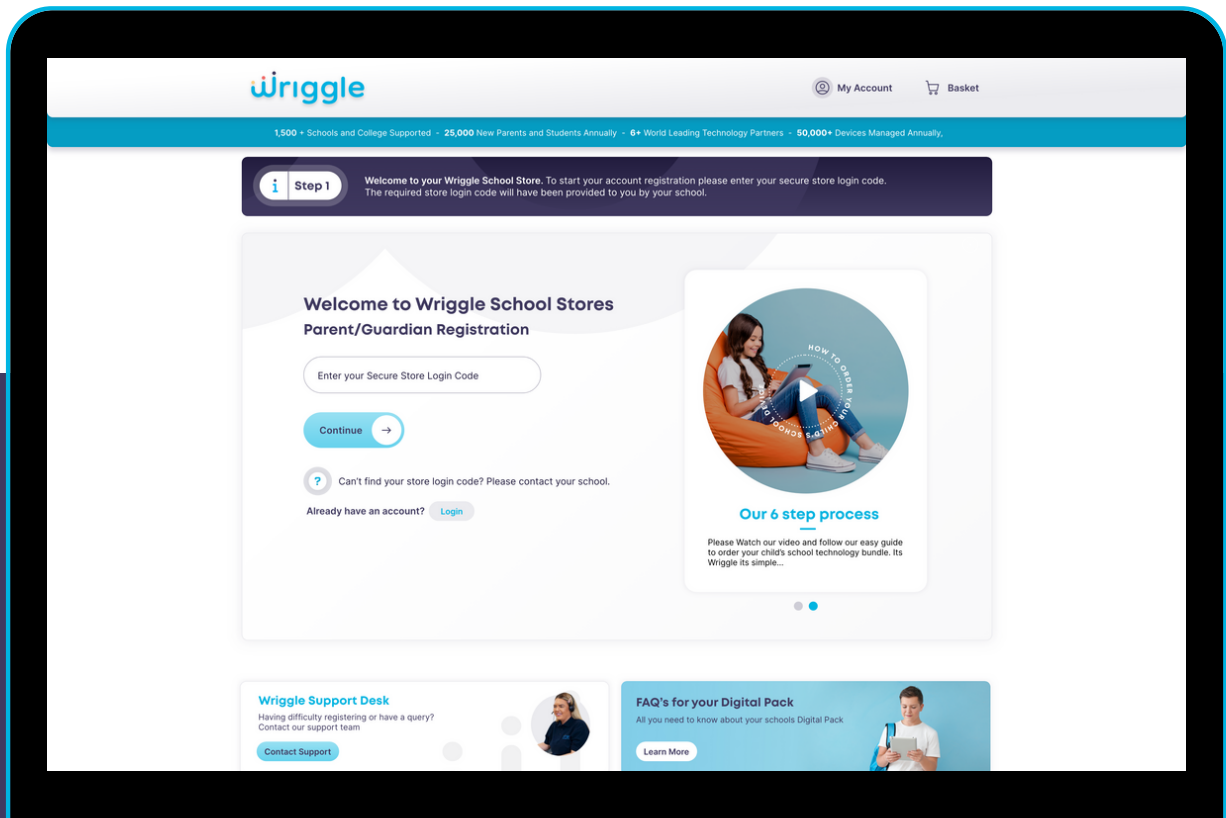 wriggle
My Account
Basket
1,500 + Schools and College Supported - 25,000 New Parents and Students Annually - 6+ World Leading Technology Partners - 50,000+ Devices Managed Annually,
i Step 1
Welcome to your Wriggle School Store. To start your account registration please enter your secure store login code.
The required store login code will have been provided to you by your school.
Welcome to Wriggle School Stores
Parent/Guardian Registration
Enter your Secure Store Login Code
Continue →
? Can't find your store login code? Please contact your school.
Already have an account? Login
HOW TO ORDER YOUR CHILD'S SCHOOL DEVICE
Our 6 step process
Please Watch our video and follow our easy guide
to order your child's school technology bundle. Its
Wriggle its simple...
Wriggle Support Desk
Having difficulty registering or have a query?
Contact our support team
Contact Support
FAQ's for your Digital Pack
All you need to know about your schools Digital Pack
Learn More